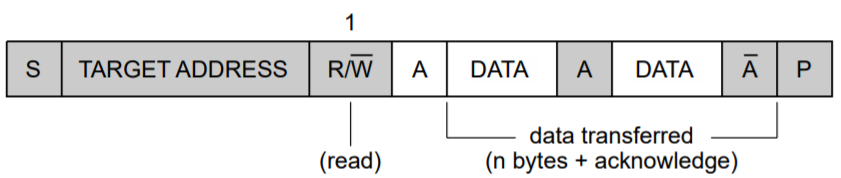 1
S TARGET ADDRESS R/W̅ A DATA A DATA A̅ P
data transferred
(read) (n bytes + acknowledge)